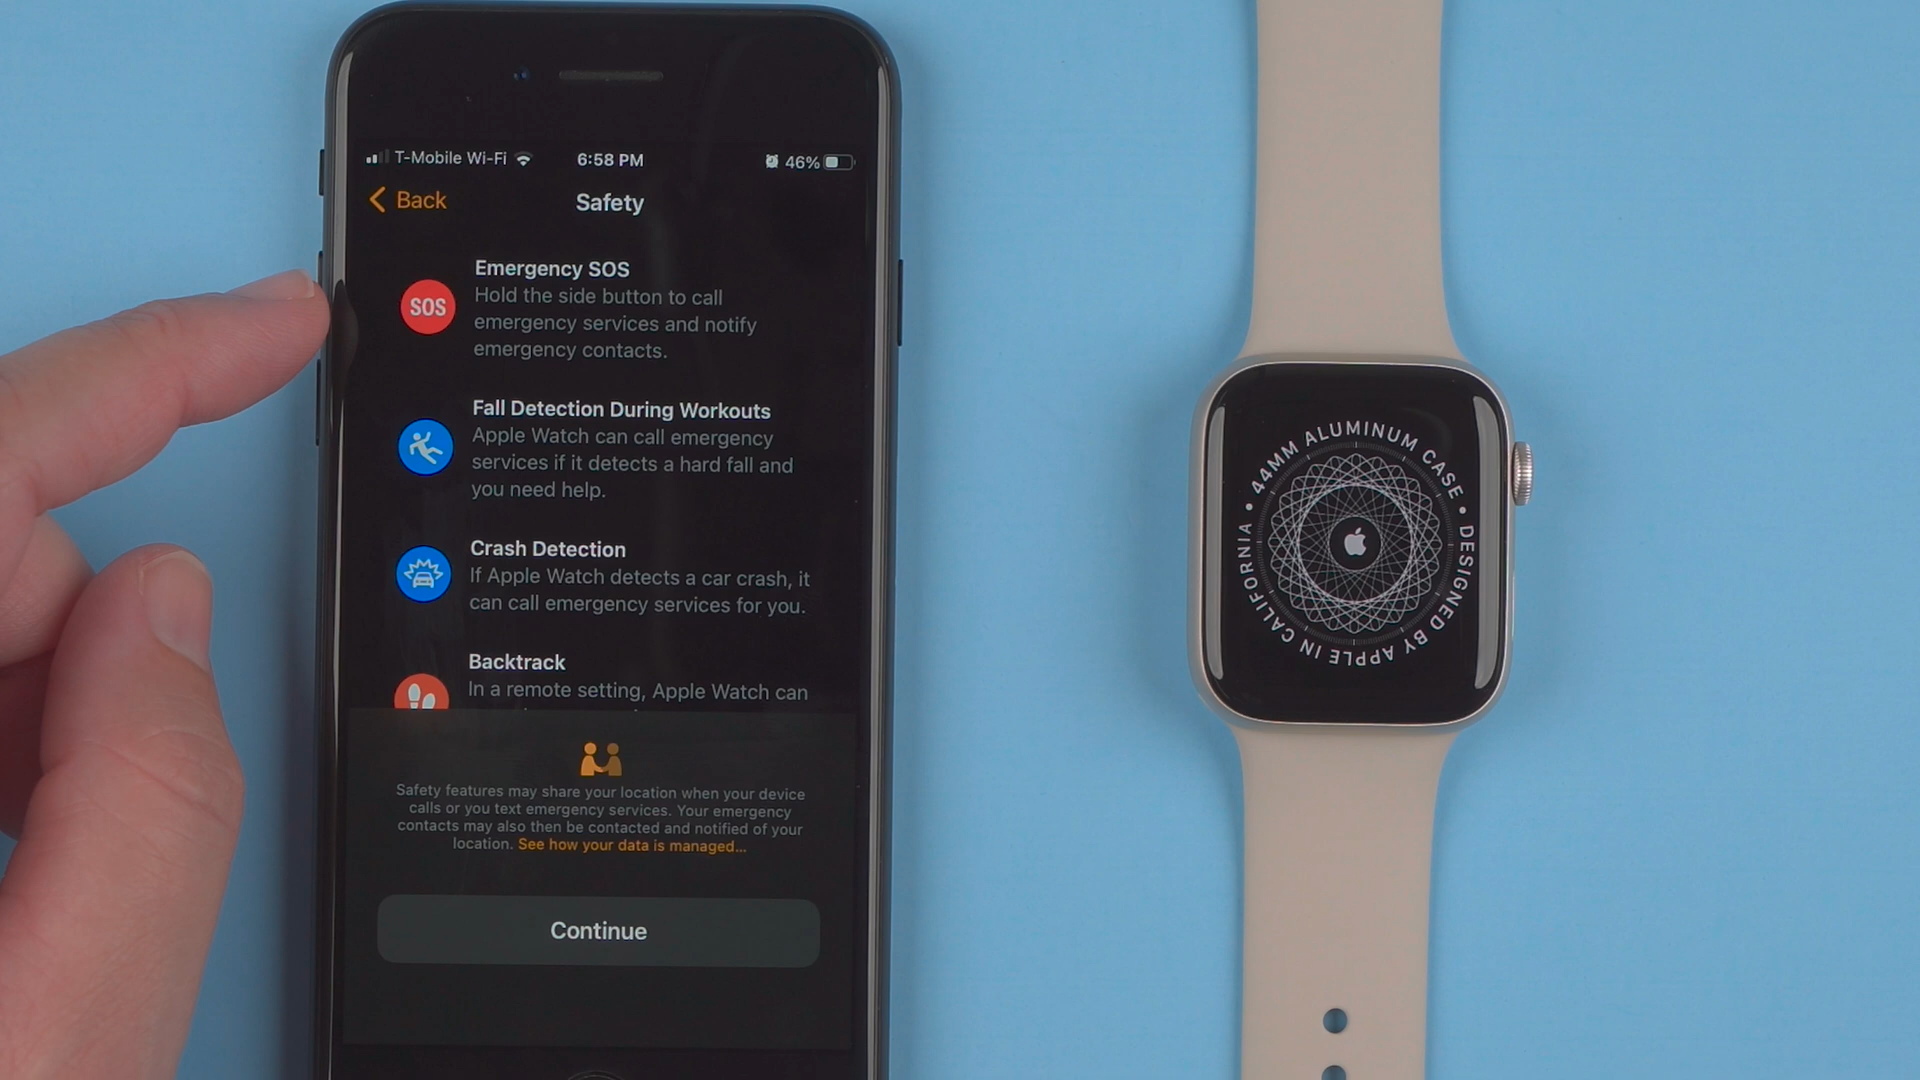 T-Mobile Wi-Fi
6:58 PM
46%
Back
Safety
Emergency SOS
SOS
Hold the side button to call
emergency services and notify
emergency contacts.
Fall Detection During Workouts
Apple Watch can call emergency
services if it detects a hard fall and
you need help.
Crash Detection
If Apple Watch detects a car crash, it
can call emergency services for you.
Backtrack
In a remote setting, Apple Watch can
Safety features may share your location when your device
calls or you text emergency services. Your emergency
contacts may also then be contacted and notified of your
location. See how your data is managed...
Continue
44MM ALUMINUM CASE • DESIGNED BY APPLE IN CALIFORNIA •